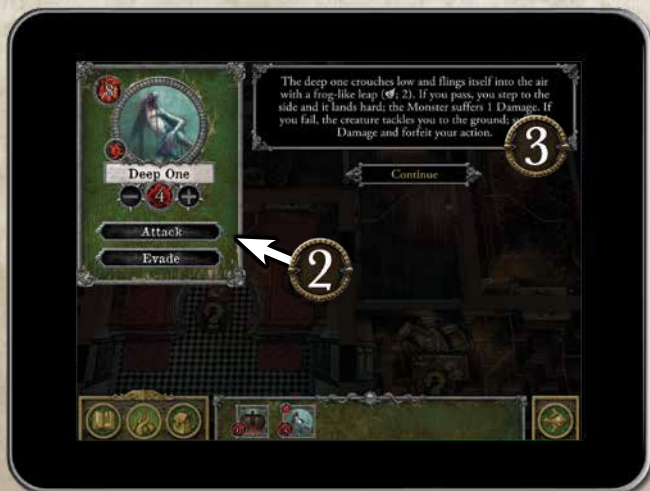 The deep one crouches low and flings itself into the air
with a frog-like leap ( ; 2). If you pass, you step to the
side and it lands hard; the Monster suffers 1 Damage. If
you fail, the creature tackles you to the ground;
Damage and forfeit your action.
3
Continue
Deep One
4
Attack
Evade
2